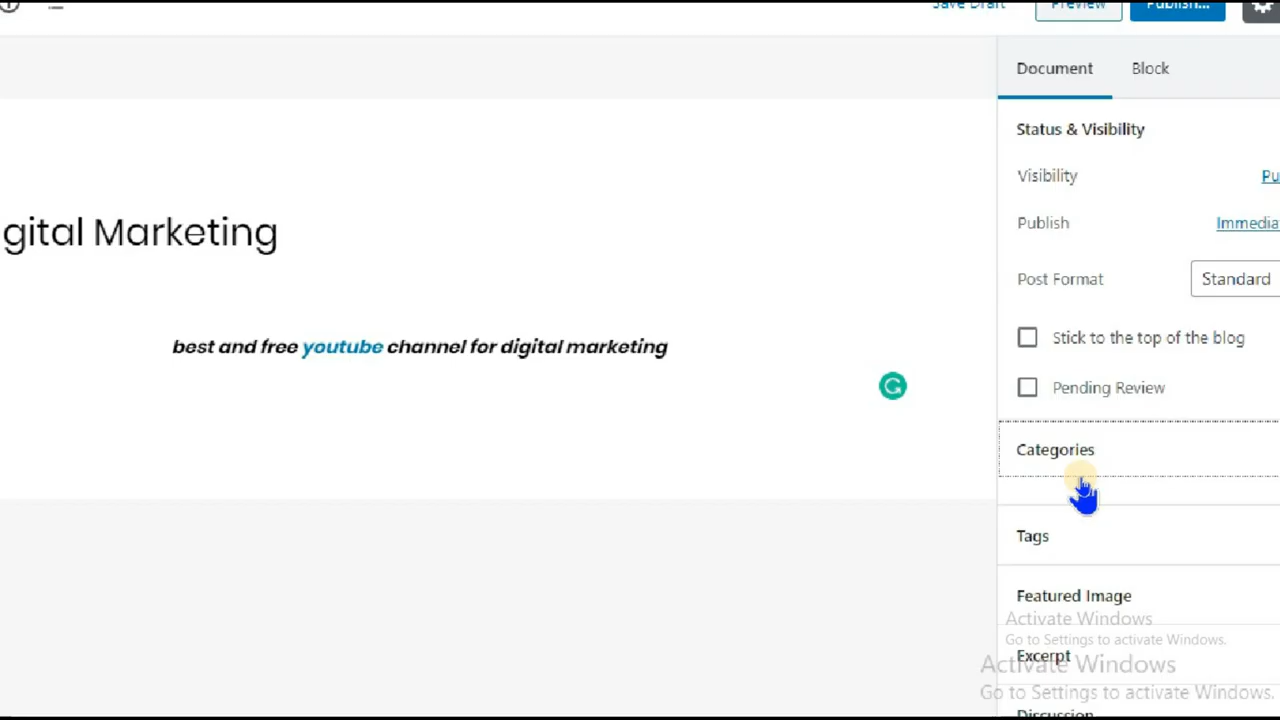 Save Draft
Preview
Publish...
Document
Block
Status & Visibility
Visibility
Pu
Publish
Immedia
Post Format
Standard
gital Marketing
Stick to the top of the blog
best and free youtube channel for digital marketing
Pending Review
Categories
Tags
Featured Image
Activate Windows
Go to Settings to activate Windows.
Excerpt
Activate Windows
Go to Settings to activate Windows.
Discussion